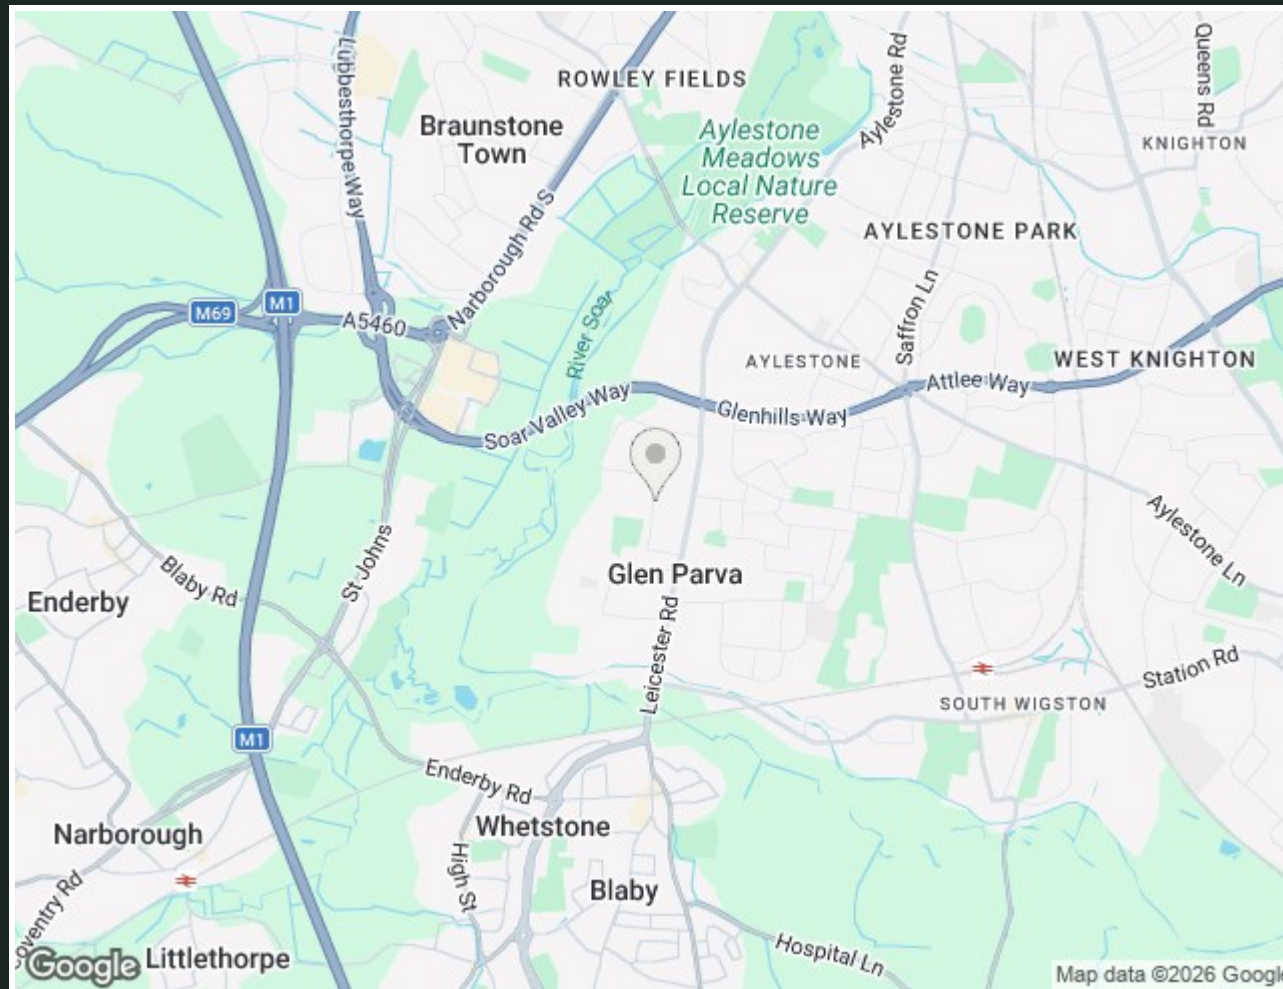 Lubbesthorpe Way
ROWLEY FIELDS
Aylestone Rd
Queens Rd
Braunstone
Town
Aylestone
Meadows
Local Nature
Reserve
KNIGHTON
Narborough Rd S
AYLESTONE PARK
M69
M1
A5460
River Soar
Saffron Ln
AYLESTONE
WEST KNIGHTON
Attlee Way
Soar Valley Way
Glenhills Way
Aylestone Ln
St Johns
Blaby Rd
Enderby
Glen Parva
Leicester Rd
Station Rd
SOUTH WIGSTON
M1
Enderby Rd
Whetstone
Narborough
High St
Blaby
Coventry Rd
Hospital Ln
Littlethorpe
Google
Map data ©2026 Google